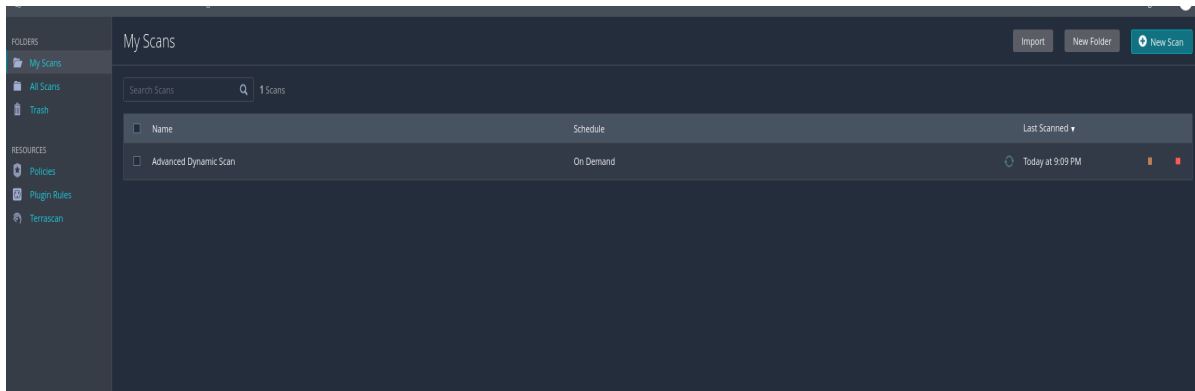 FOLDERS
My Scans
All Scans
Trash
RESOURCES
Policies
Plugin Rules
Terrascan
My Scans
Import
New Folder
New Scan
Search Scans
1 Scans
Name Schedule Last Scanned
Advanced Dynamic Scan On Demand Today at 9:09 PM